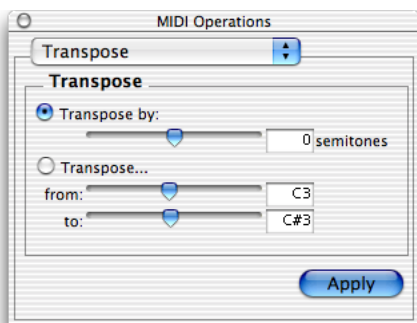 MIDI Operations
Transpose
Transpose
Transpose by:
0 semitones
Transpose...
from: C3
to: C#3
Apply